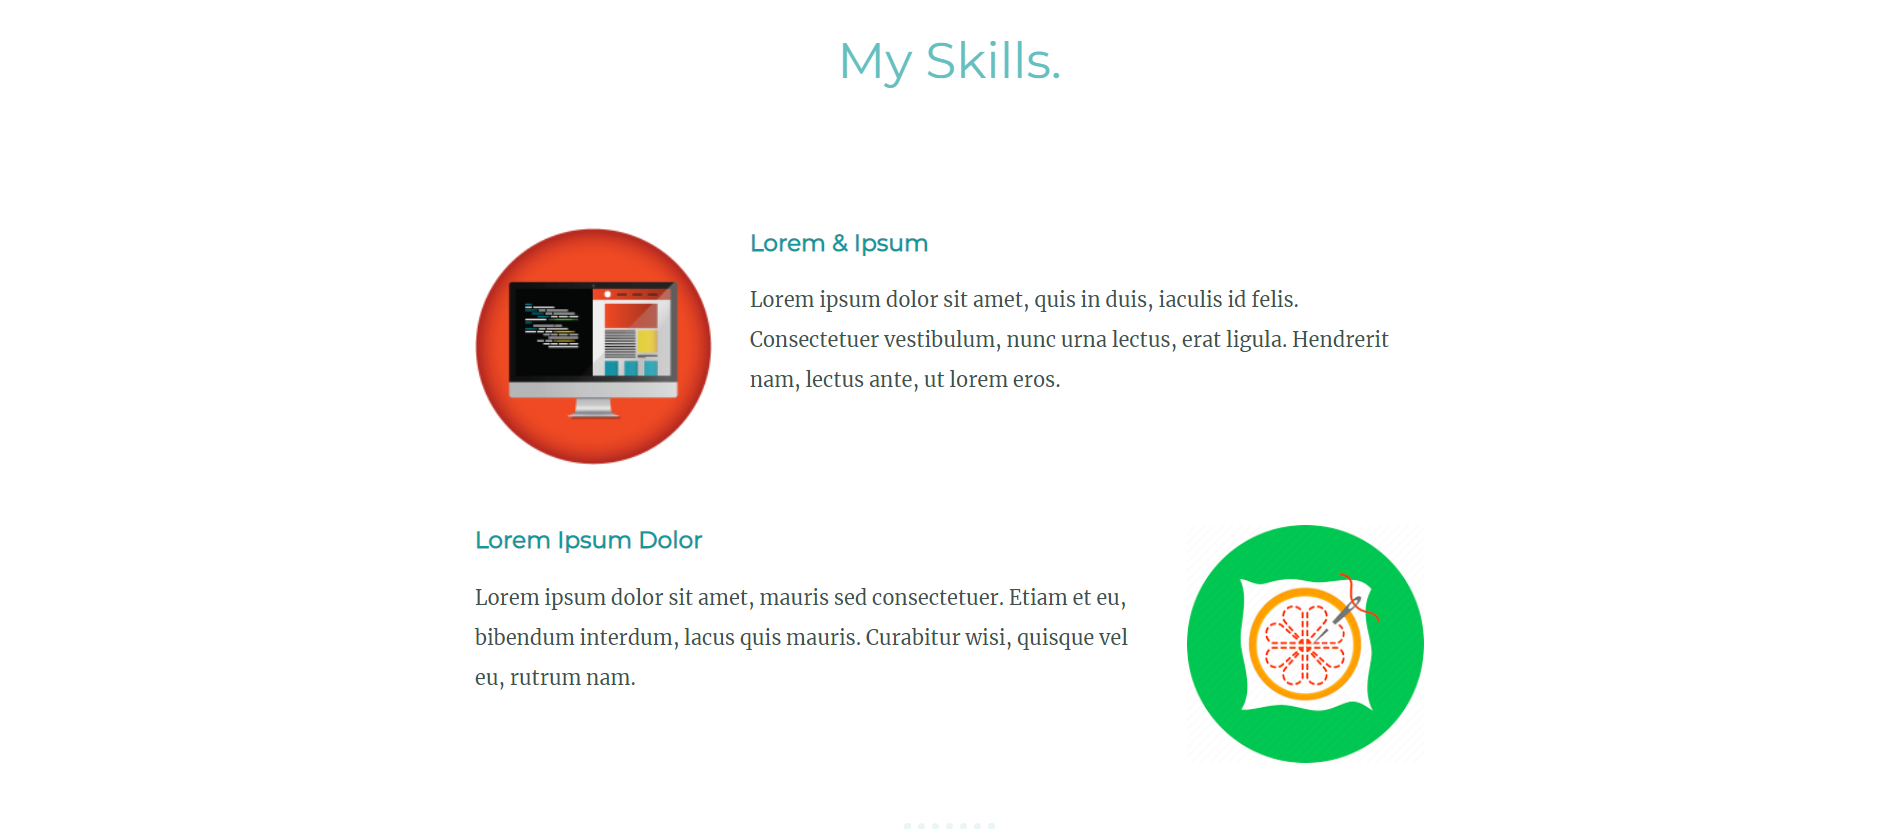 My Skills.
Lorem & Ipsum
Lorem ipsum dolor sit amet, quis in duis, iaculis id felis.
Consectetuer vestibulum, nunc urna lectus, erat ligula. Hendrerit
nam, lectus ante, ut lorem eros.
Lorem Ipsum Dolor
Lorem ipsum dolor sit amet, mauris sed consectetuer. Etiam et eu,
bibendum interdum, lacus quis mauris. Curabitur wisi, quisque vel
eu, rutrum nam.